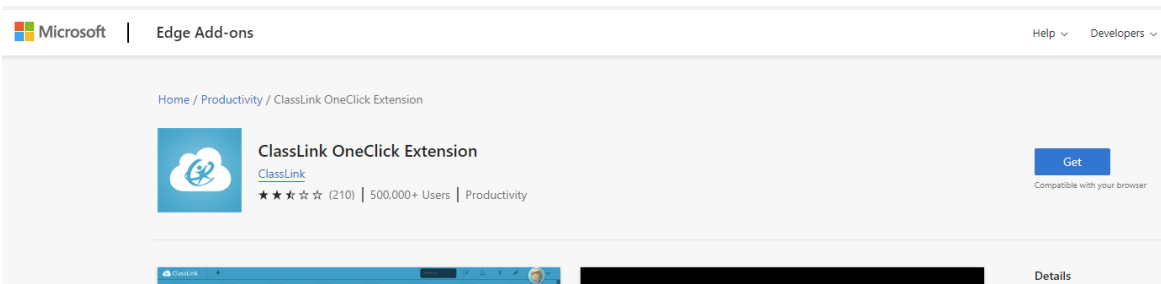 Microsoft | Edge Add-ons Help Developers
Home / Productivity / ClassLink OneClick Extension
ClassLink OneClick Extension
ClassLink
(210) | 500,000+ Users | Productivity
Get
Compatible with your browser
ClassLink
Details